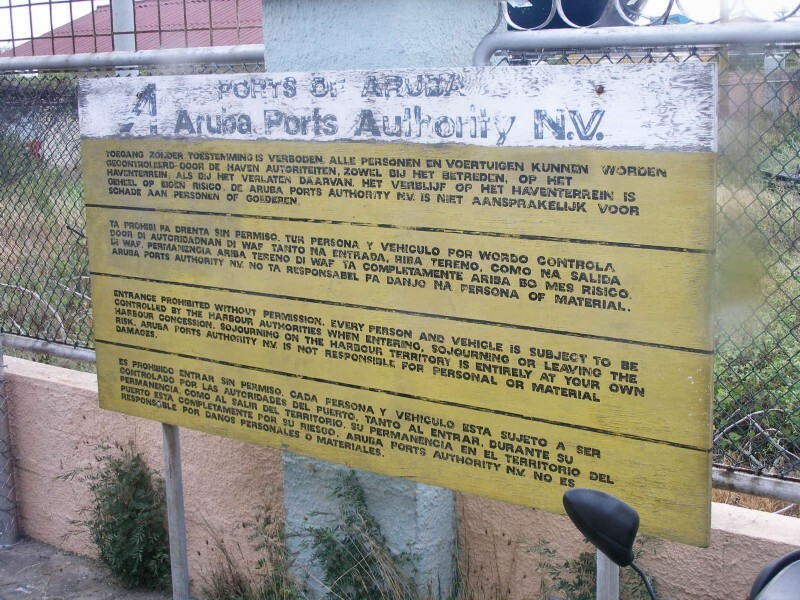 PORTS OF ARUBA
Aruba Ports Authority N.V.
TOEGANG ZONDER TOESTEMMING IS VERBODEN. ALLE PERSONEN EN VOERTUIGEN KUNNEN WORDEN
GECONTROLEERD DOOR DE HAVEN AUTORITEITEN, ZOWEL BIJ HET BETREDEN, OP HET
HAVENTERREIN, ALS BIJ HET VERLATEN DAARVAN. HET VERBLIJF OP HET HAVENTERREIN IS
GEHEEL OP EIDEN RISICO. DE ARUBA PORTS AUTHORITY N.V. IS NIET AANSPRAKELIJK VOOR
SCHADE AAN PERSONEN OF GOEDEREN.
TA PROHIBI PA DRENTA SIN PERMISO. TUR PERSONA Y VEHICULO POR WORDO CONTROLA
DOOR DI AUTORIDADNAN DI WAF TANTO NA ENTRADA, RIBA TERENO, COMO NA SALIDA
DI WAF. PERMANENCIA ARIBA TERENO DI WAF TA COMPLETAMENTE ARIBA BO MES RISICO.
ARUBA PORTS AUTHORITY N.V. NO TA RESPONSABEL PA DANJO NA PERSONA OF MATERIAL.
ENTRANCE PROHIBITED WITHOUT PERMISSION. EVERY PERSON AND VEHICLE IS SUBJECT TO BE
CONTROLLED BY THE HARBOUR AUTHORITIES WHEN ENTERING, SOJOURNING OR LEAVING THE
HARBOUR CONCESSION. SOJOURNING ON THE HARBOUR TERRITORY IS ENTIRELY AT YOUR OWN
RISK. ARUBA PORTS AUTHORITY N.V. IS NOT RESPONSIBLE FOR PERSONAL OR MATERIAL
DAMAGES.
ES PROHIBIDO ENTRAR SIN PERMISO. CADA PERSONA Y VEHICULO ESTA SUJETO A SER
CONTROLADO POR LAS AUTORIDADES DEL PUERTO, TANTO AL ENTRAR, DURANTE SU
PERMANENCIA, COMO AL SALIR DEL TERRITORIO. SU PERMANENCIA EN EL TERRITORIO DEL
PUERTO ESTA COMPLETAMENTE POR SU RIESGO. ARUBA PORTS AUTHORITY N.V. NO ES
RESPONSIBLE POR DANOS PERSONALES O MATERIALES.